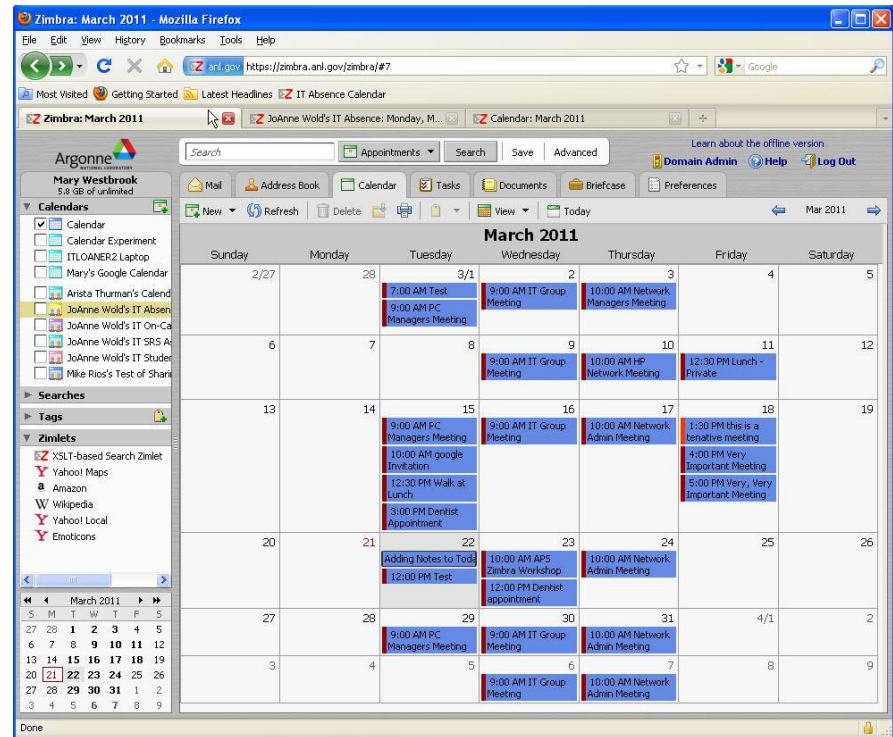 Zimbra: March 2011 - Mozilla Firefox
File Edit View History Bookmarks Tools Help
anl.gov https://zimbra.anl.gov/zimbra/#7
Google
Most Visited Getting Started Latest Headlines IT Absence Calendar
Zimbra: March 2011
JoAnne Wold's IT Absence: Monday, M...
Calendar: March 2011
Argonne
NATIONAL LABORATORY
Search
Appointments
Search
Save
Advanced
Learn about the offline version
Domain Admin Help Log Out
Mary Westbrook
5.8 GB of unlimited
Mail Address Book Calendar Tasks Documents Briefcase Preferences
Calendars
Calendar
Calendar Experiment
ITLOANER2 Laptop
Mary's Google Calendar
Arista Thurman's Calend
JoAnne Wold's IT Absen
JoAnne Wold's IT On-Ca
JoAnne Wold's IT SRS A
JoAnne Wold's IT Studer
Mike Rios's Test of Shari
Searches
Tags
Zimlets
XSLT-based Search Zimlet
Yahoo! Maps
Amazon
Wikipedia
Yahoo! Local
Emoticons
March 2011
S M T W T F S
27 28 1 2 3 4 5
6 7 8 9 10 11 12
13 14 15 16 17 18 19
20 21 22 23 24 25 26
27 28 29 30 31 1 2
3 4 5 6 7 8 9
New Refresh Delete View Today
Mar 2011
March 2011
Sunday Monday Tuesday Wednesday Thursday Friday Saturday
2/27 28 3/1 2 3 4 5
7:00 AM Test
9:00 AM PC
Managers Meeting
9:00 AM IT Group
Meeting
10:00 AM Network
Managers Meeting
6 7 8 9 10 11 12
9:00 AM IT Group
Meeting
10:00 AM HP
Network Meeting
12:30 PM Lunch -
Private
13 14 15 16 17 18 19
9:00 AM PC
Managers Meeting
10:00 AM google
Invitation
12:30 PM Walk at
Lunch
3:00 PM Dentist
Appointment
9:00 AM IT Group
Meeting
10:00 AM Network
Admin Meeting
1:30 PM this is a
tenative meeting
4:00 PM Very
Important Meeting
5:00 PM Very, Very
Important Meeting
20 21 22 23 24 25 26
Adding Notes to Toda
12:00 PM Test
10:00 AM APS
Zimbra Workshop
12:00 PM Dentist
appointment
10:00 AM Network
Admin Meeting
27 28 29 30 31 4/1 2
9:00 AM PC
Managers Meeting
9:00 AM IT Group
Meeting
10:00 AM Network
Admin Meeting
3 4 5 6 7 8 9
9:00 AM IT Group
Meeting
10:00 AM Network
Admin Meeting
Done